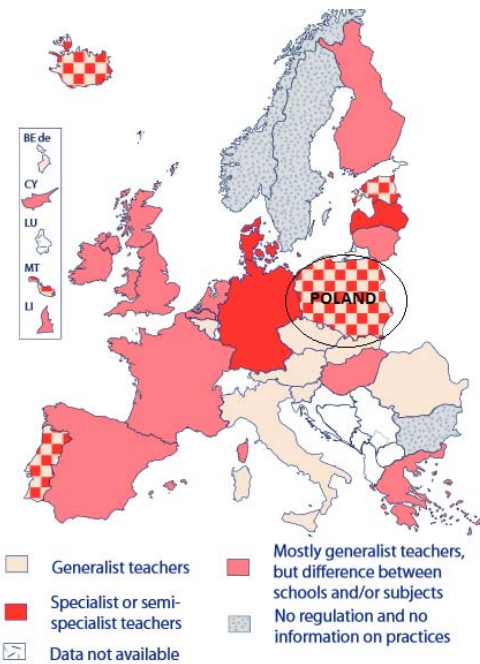 BE de
CY
LU
MT
LI
POLAND
Generalist teachers
Specialist or semi-
specialist teachers
Data not available
Mostly generalist teachers,
but difference between
schools and/or subjects
No regulation and no
information on practices